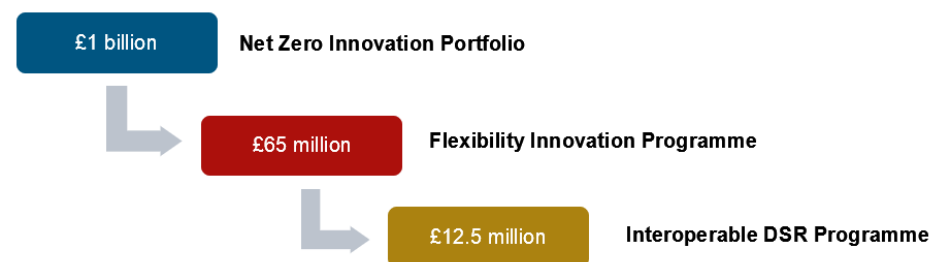 £1 billion
Net Zero Innovation Portfolio
£65 million
Flexibility Innovation Programme
£12.5 million
Interoperable DSR Programme